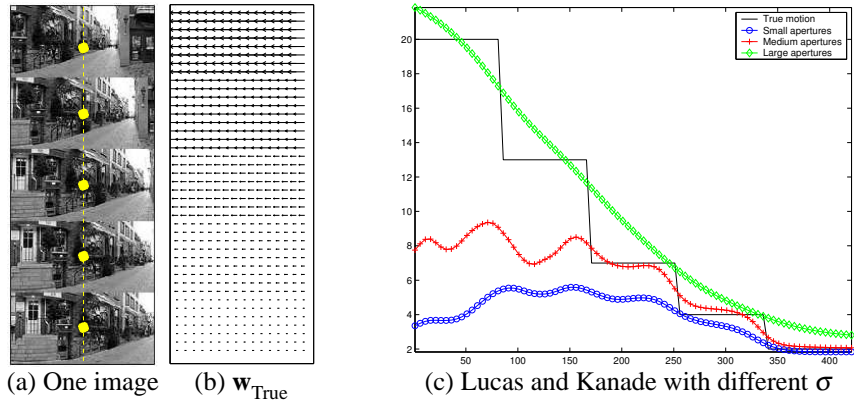 True motion
Small apertures
Medium apertures
Large apertures
20
18
16
14
12
10
8
6
4
2
50 100 150 200 250 300 350 400
(a) One image (b) w_True (c) Lucas and Kanade with different σ